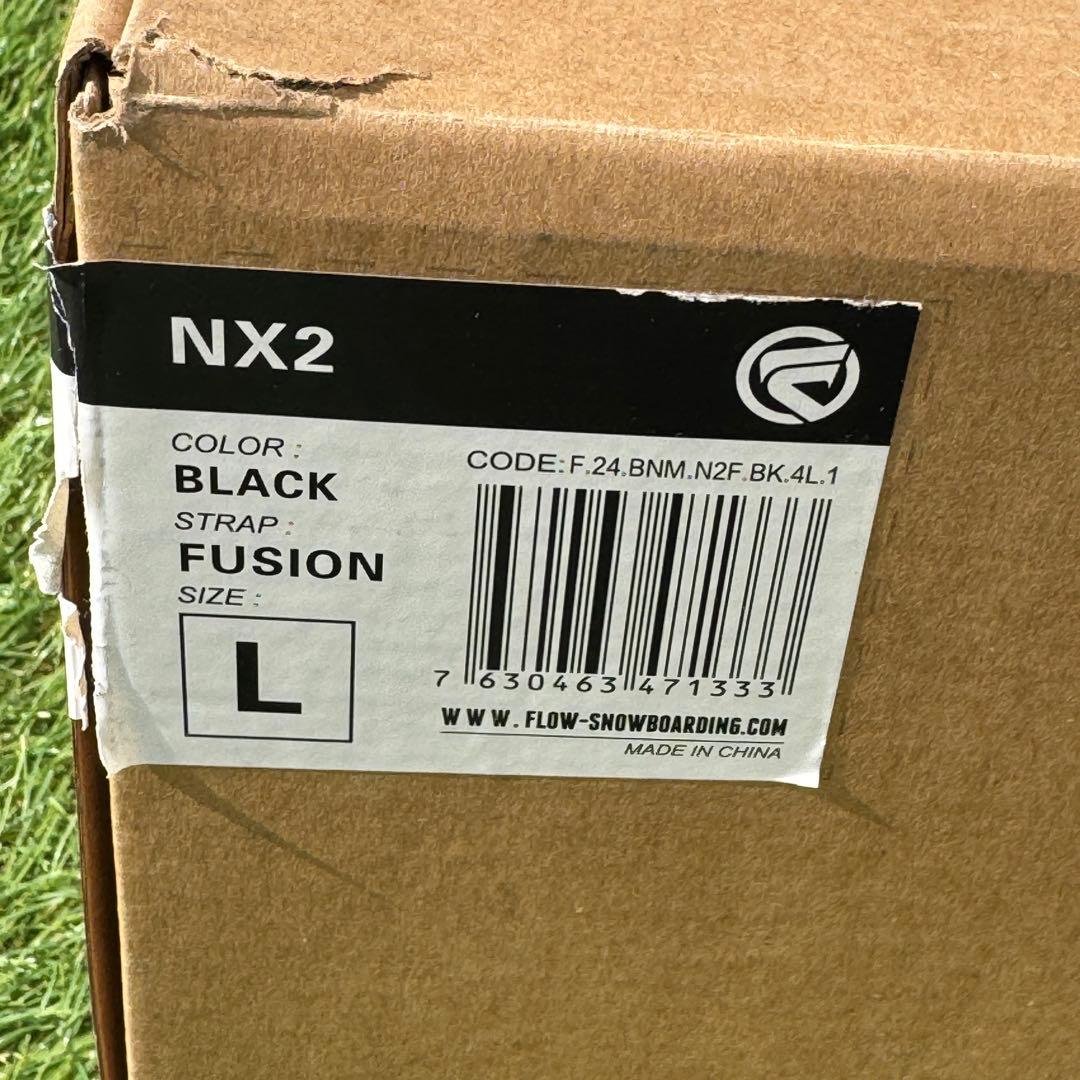 NX2
COLOR :
BLACK
STRAP :
FUSION
SIZE :
L
CODE: F.24.BNM.N2F.BK.4L.1
7 630463 471333
WWW.FLOW-SNOWBOARDING.COM
MADE IN CHINA